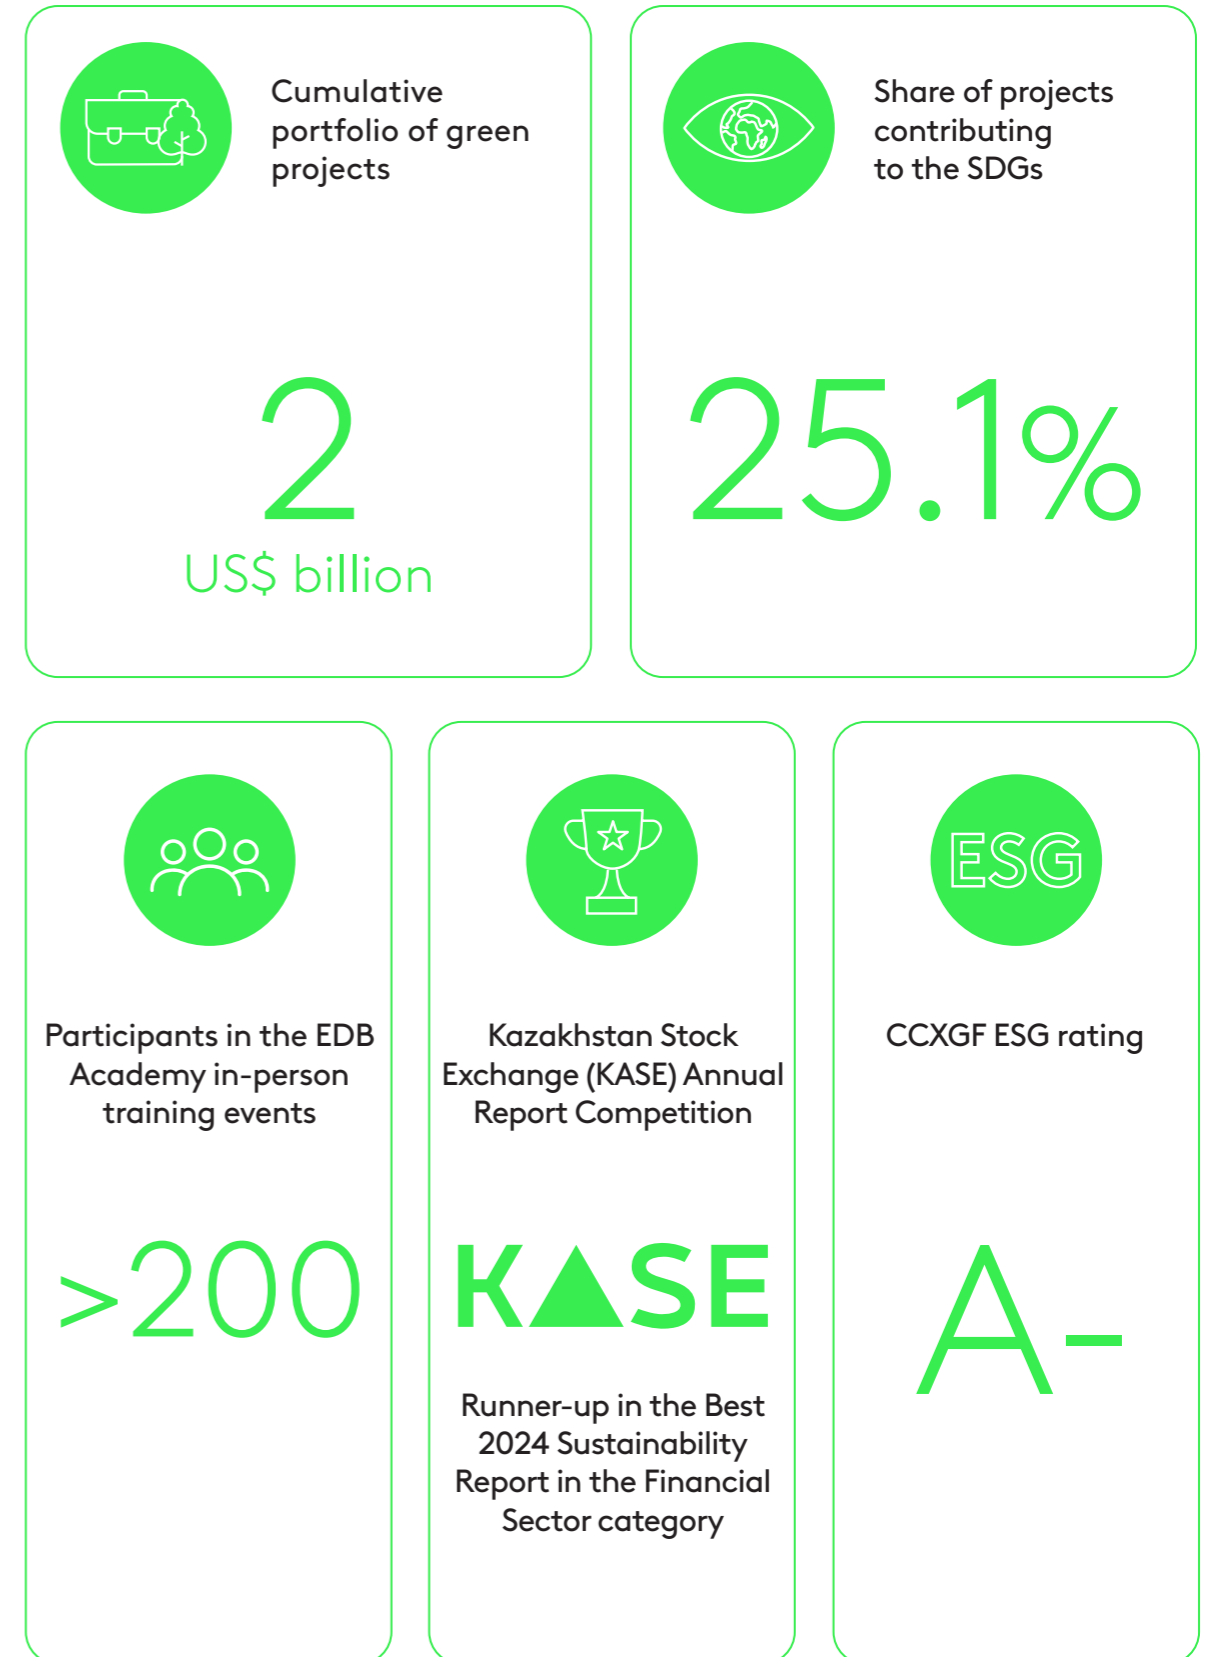 Cumulative
portfolio of green
projects
2
US$ billion
Share of projects
contributing
to the SDGs
25.1%
Participants in the EDB
Academy in-person
training events
>200
Kazakhstan Stock
Exchange (KASE) Annual
Report Competition
KASE
Runner-up in the Best
2024 Sustainability
Report in the Financial
Sector category
ESG
CCXGF ESG rating
A-